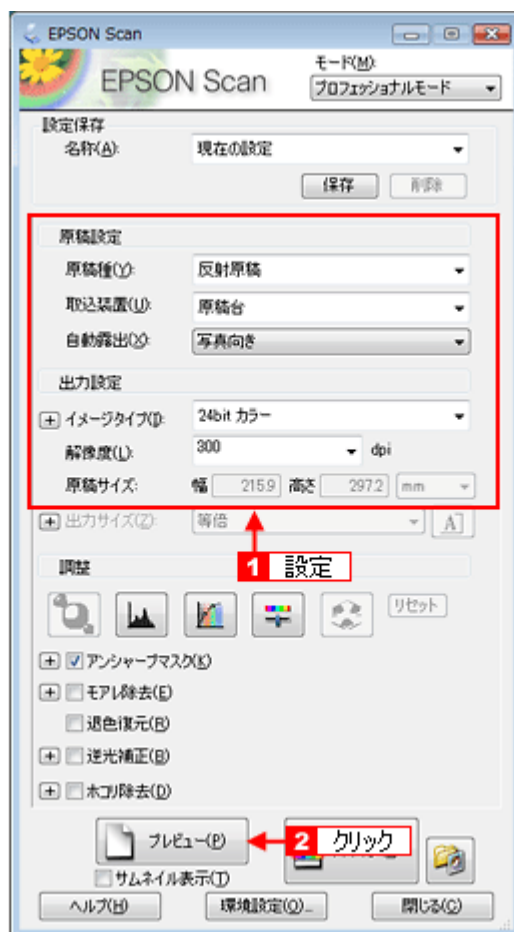 EPSON Scan
EPSON Scan
モード(M):
プロフェッショナルモード
設定保存
名称(A):
現在の設定
保存
削除
原稿設定
原稿種(Y):
反射原稿
取込装置(U):
原稿台
自動露出(X):
写真向き
出力設定
イメージタイプ(I):
24bit カラー
解像度(L):
300
dpi
原稿サイズ:
幅 215.9 高さ 297.2 mm
出力サイズ(Z):
等倍
A
1 設定
調整
リセット
アンシャープマスク(K)
モアレ除去(E)
退色復元(R)
逆光補正(B)
ホコリ除去(D)
プレビュー(P)
2 クリック
サムネイル表示(T)
ヘルプ(H)
環境設定(O)...
閉じる(C)